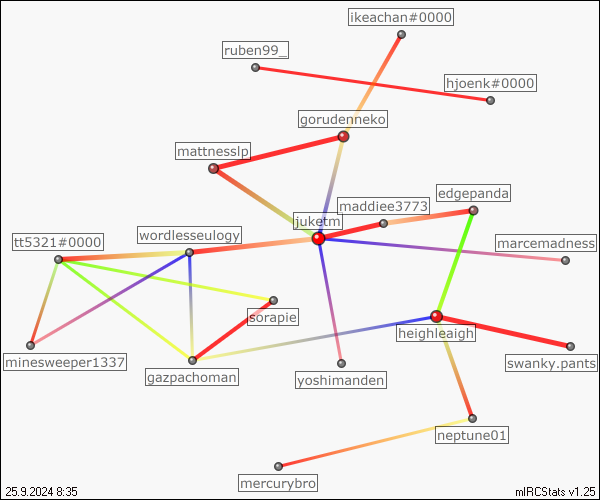 ikeachan#0000
ruben99_
hjoenk#0000
gorudenneko
mattnesslp
edgepanda
maddiee3773
juketm
wordlesseulogy
tt5321#0000
marcemadness
sorapie
heighleaigh
minesweeper1337
swanky.pants
gazpachoman
yoshimanden
neptune01
mercurybro
25.9.2024 8:35
mIRCStats v1.25